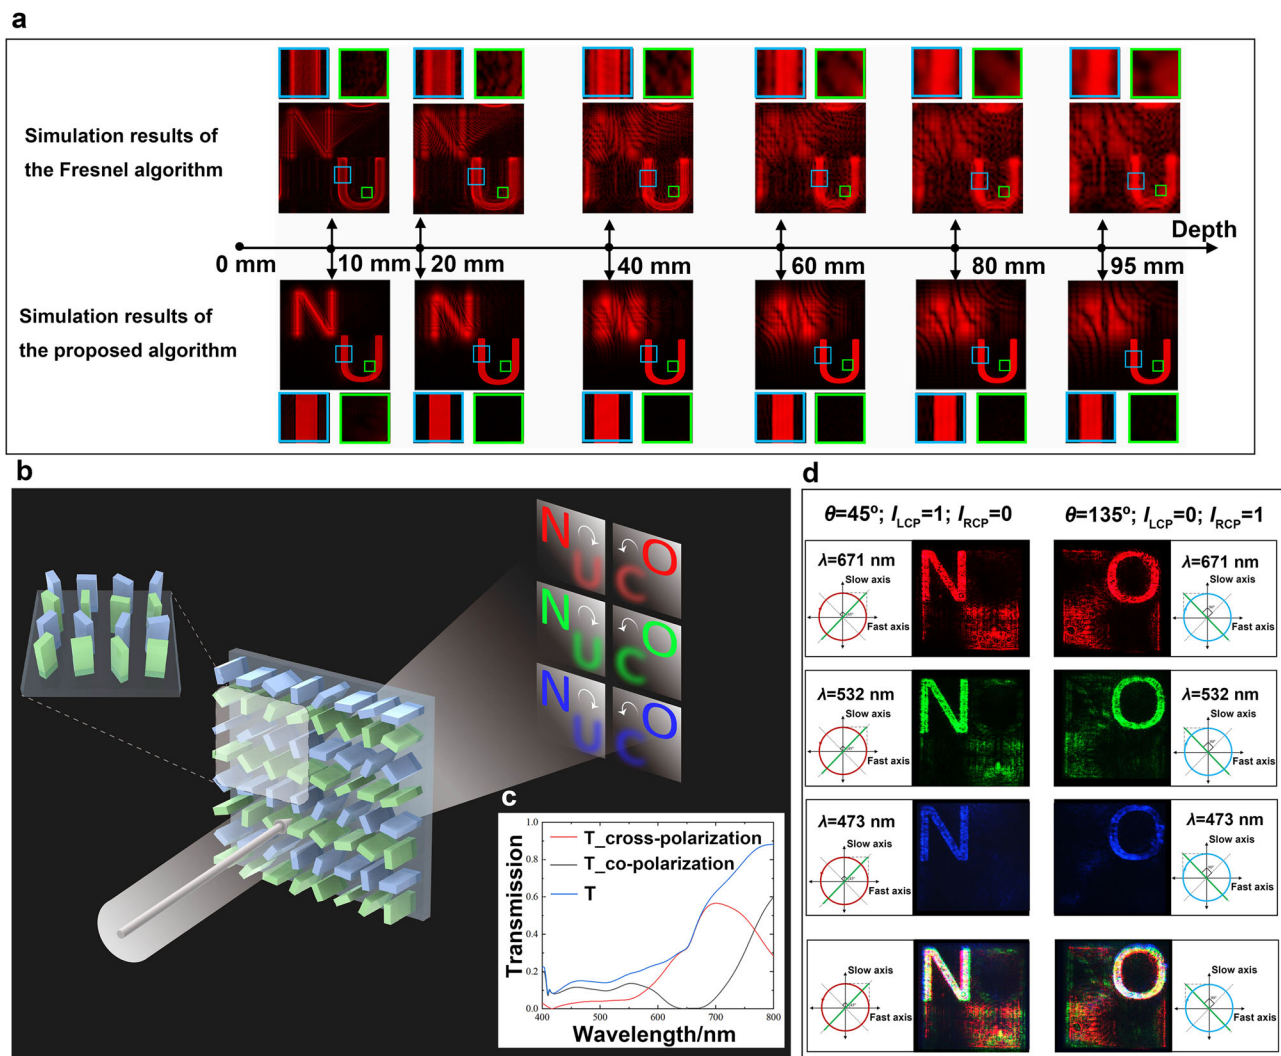 a
Simulation results of
the Fresnel algorithm
Depth
0 mm
10 mm
20 mm
40 mm
60 mm
80 mm
95 mm
Simulation results of
the proposed algorithm
b
N
U
O
C
N
U
O
C
N
U
O
C
c
T_cross-polarization
T_co-polarization
T
Transmission
1.0
0.8
0.6
0.4
0.2
0.0
400 500 600 700 800
Wavelength/nm
d
θ=45º; I_LCP=1; I_RCP=0
θ=135º; I_LCP=0; I_RCP=1
λ=671 nm
Slow axis
Fast axis
N
O
λ=671 nm
Slow axis
Fast axis
λ=532 nm
Slow axis
Fast axis
N
O
λ=532 nm
Slow axis
Fast axis
λ=473 nm
Slow axis
Fast axis
N
O
λ=473 nm
Slow axis
Fast axis
Slow axis
Fast axis
N
O
Slow axis
Fast axis